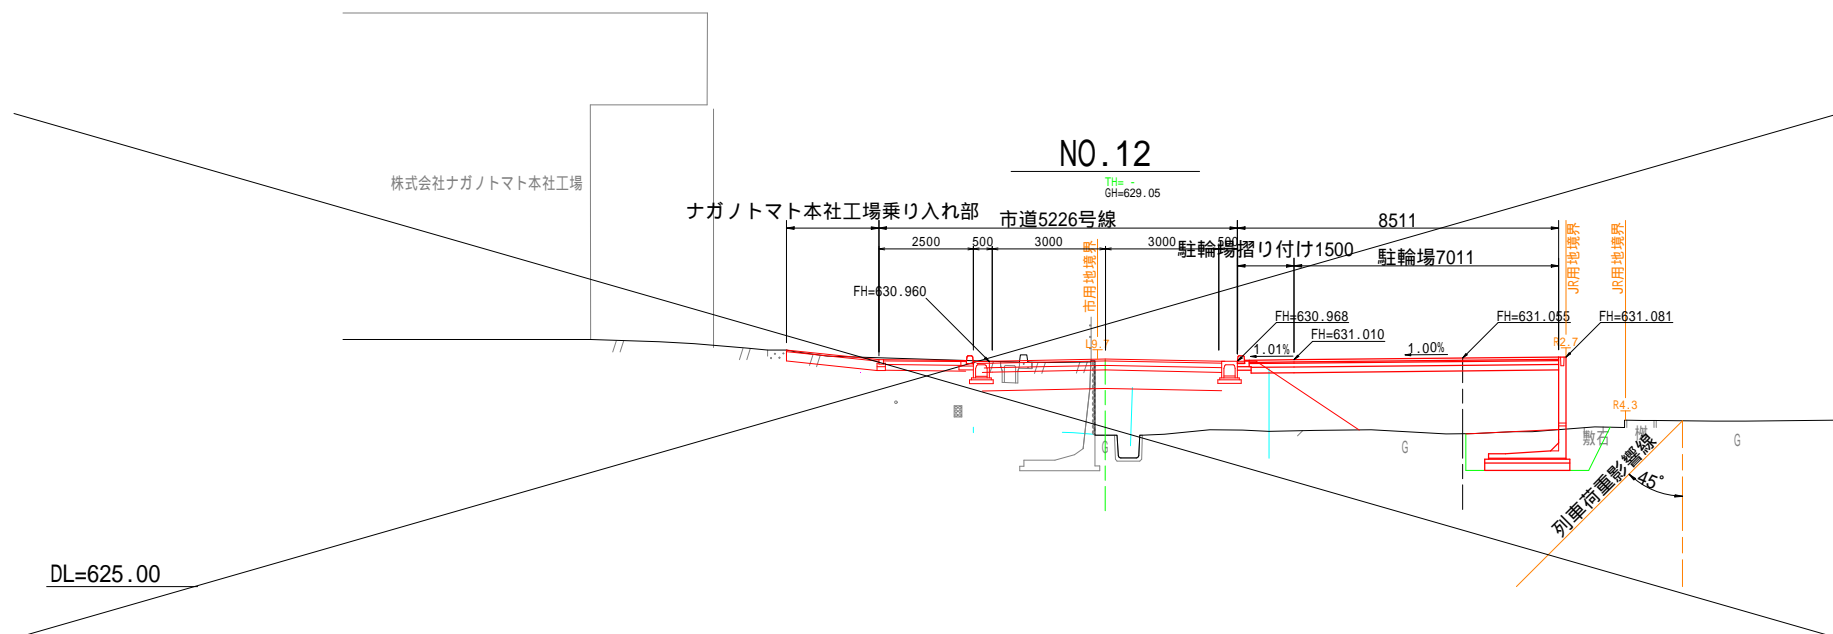 NO.12
TH= -
GH=629.05
株式会社ナガノトマト本社工場
ナガノトマト本社工場乗り入れ部
市道5226号線
8511
2500
500
3000
3000
500
駐輪場摺り付け1500
駐輪場7011
市用地境界
JR用地境界
JR用地境界
FH=630.960
FH=630.968
FH=631.010
FH=631.055
FH=631.081
L9.7
1.01%
1.00%
R2.7
R4.3
G
G
敷石
桝
G
列車荷重影響線
45°
DL=625.00